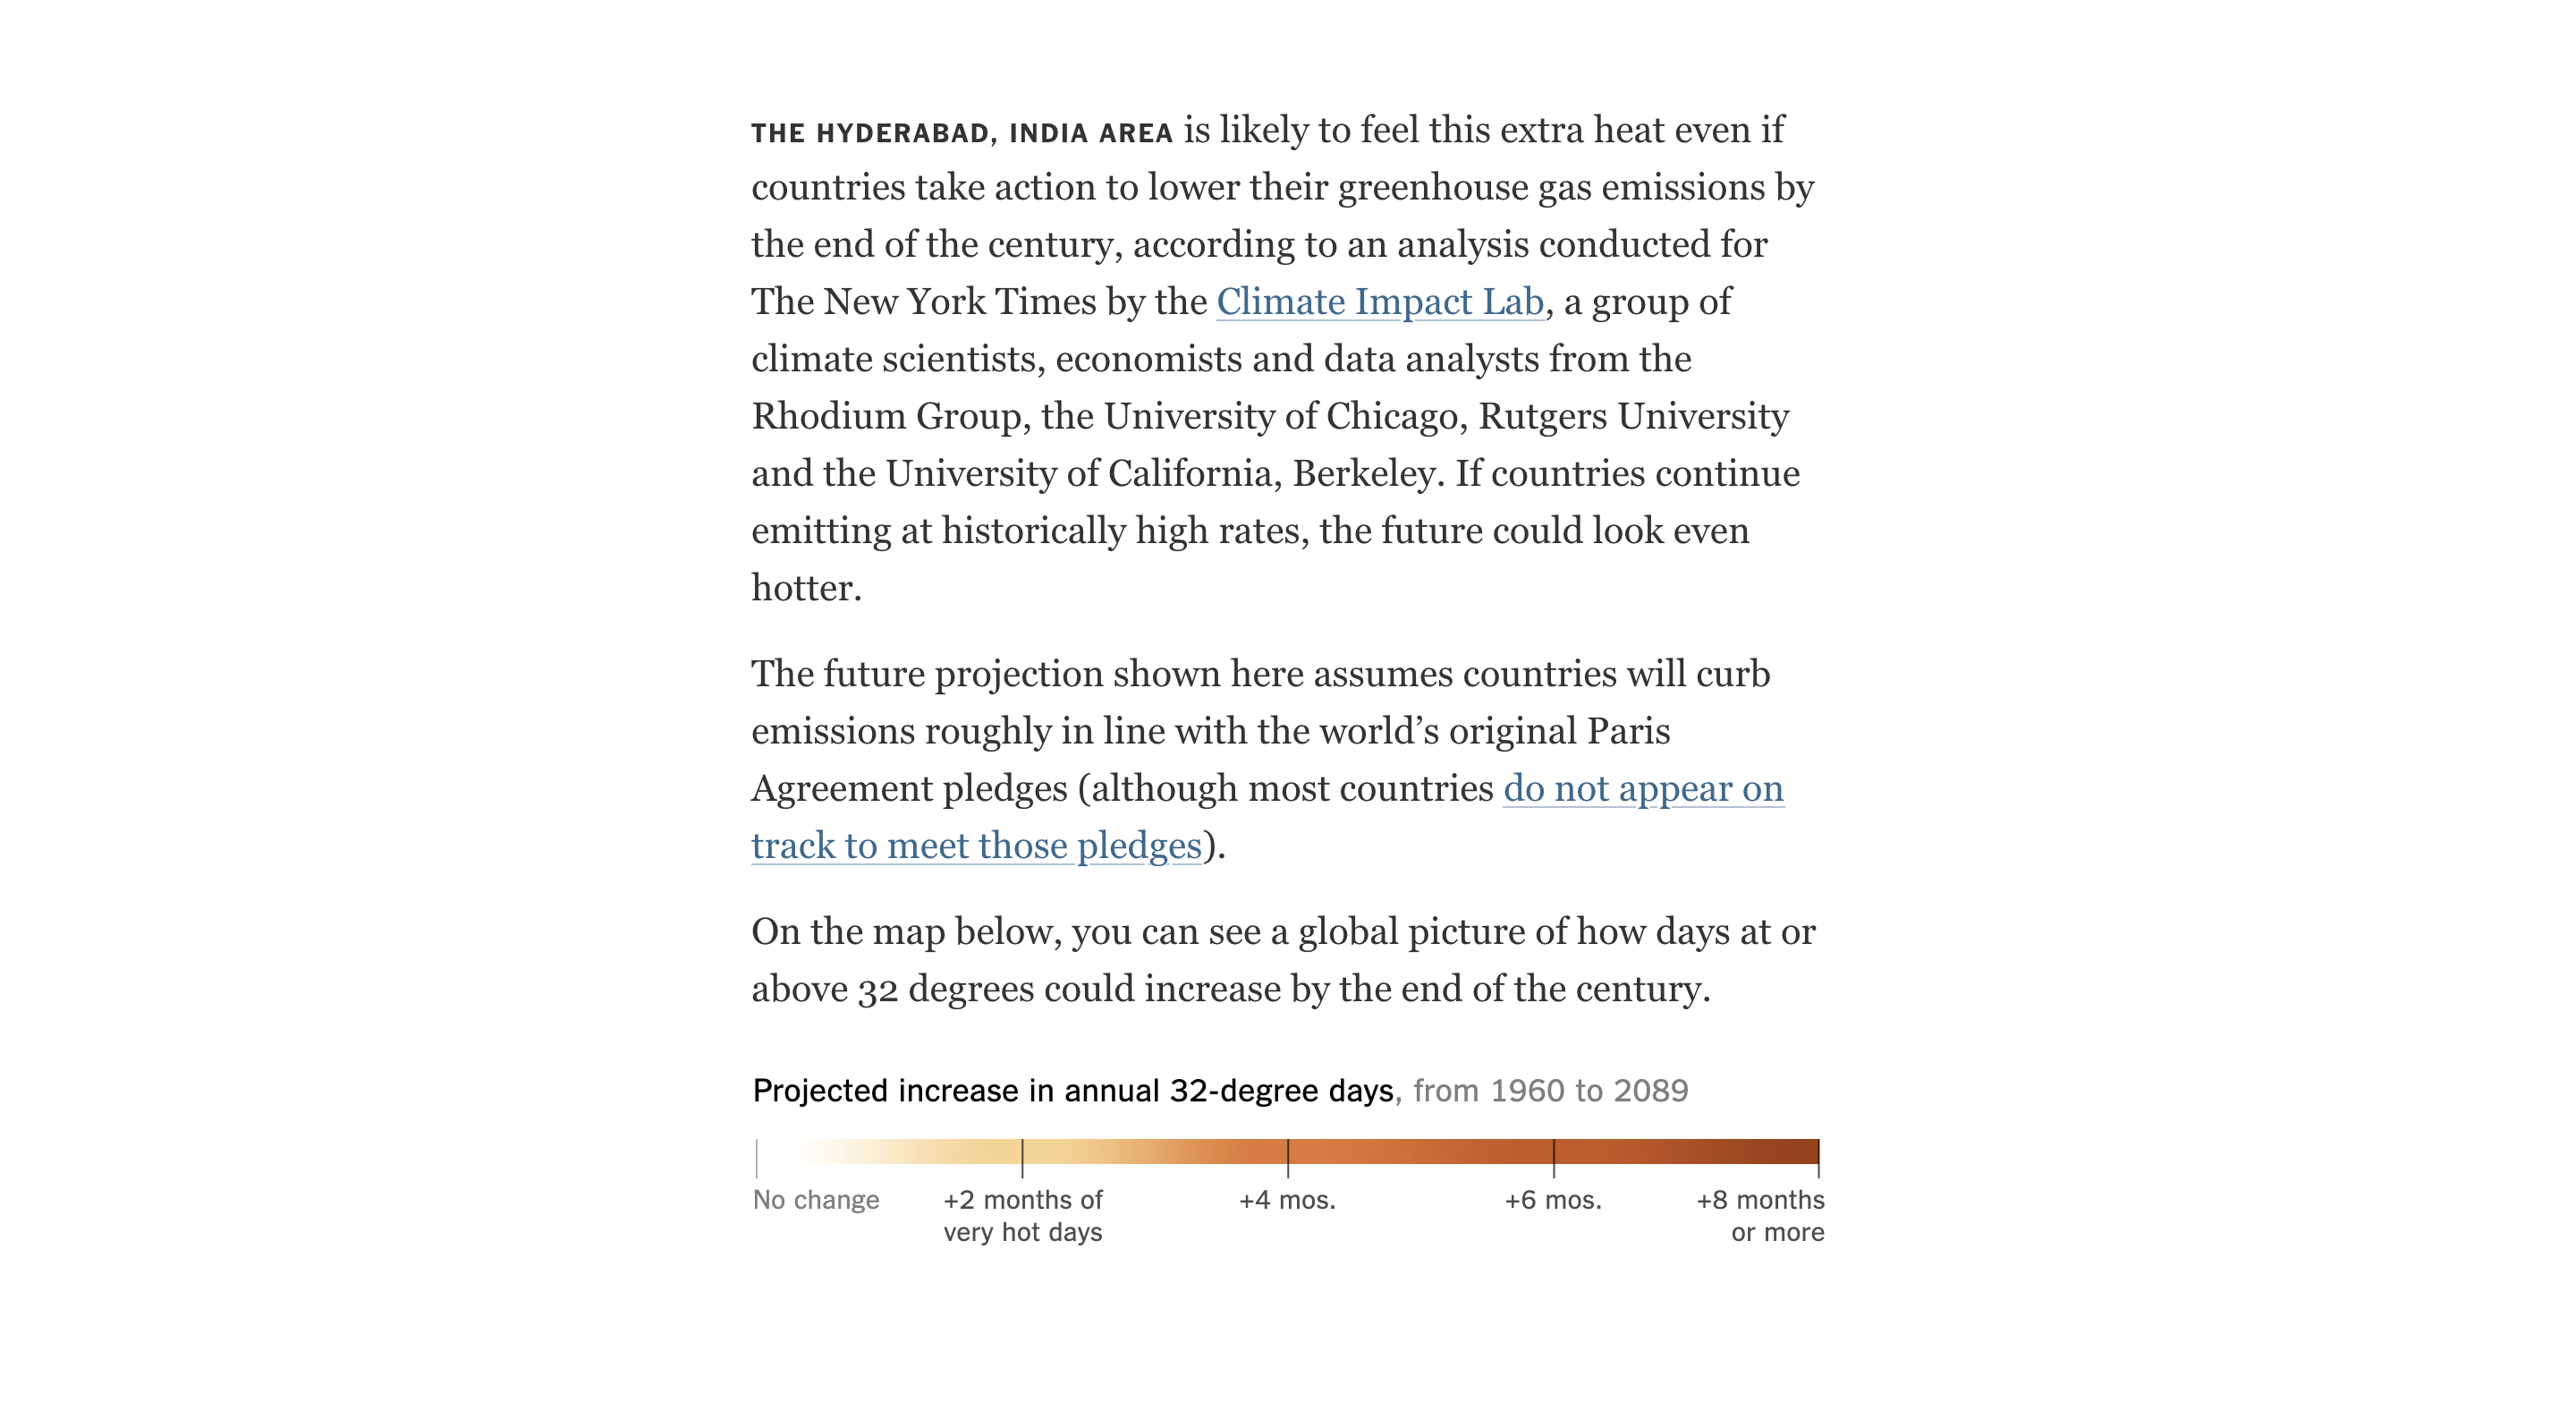 THE HYDERABAD, INDIA AREA is likely to feel this extra heat even if
countries take action to lower their greenhouse gas emissions by
the end of the century, according to an analysis conducted for
The New York Times by the Climate Impact Lab, a group of
climate scientists, economists and data analysts from the
Rhodium Group, the University of Chicago, Rutgers University
and the University of California, Berkeley. If countries continue
emitting at historically high rates, the future could look even
hotter.
The future projection shown here assumes countries will curb
emissions roughly in line with the world’s original Paris
Agreement pledges (although most countries do not appear on
track to meet those pledges).
On the map below, you can see a global picture of how days at or
above 32 degrees could increase by the end of the century.
Projected increase in annual 32-degree days, from 1960 to 2089
No change
+2 months of
very hot days
+4 mos.
+6 mos.
+8 months
or more